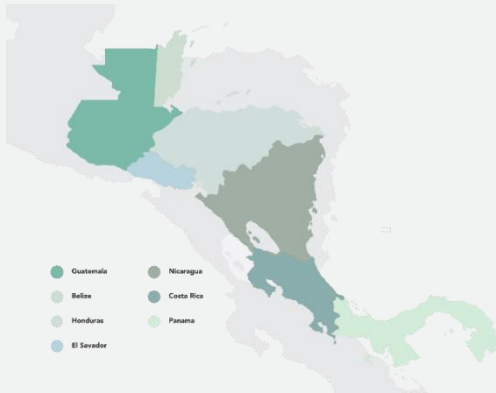 Guatemala
Belize
Honduras
El Savador
Nicaragua
Costa Rica
Panama